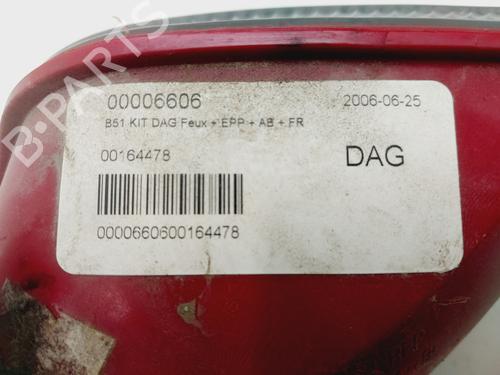 00006606
2006-06-25
B51 KIT DAG Feux + EPP + AB + FR
00164478
DAG
0000660600164478
B-PARTS